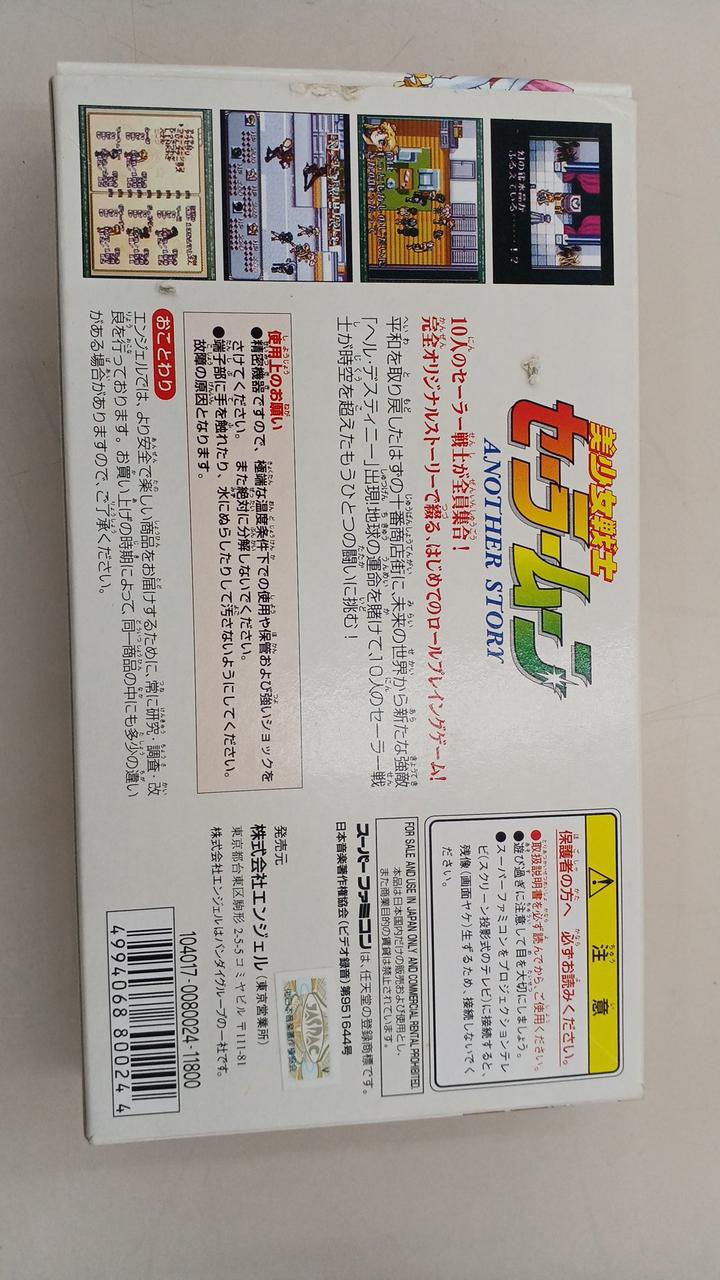 美少女戦士
セーラームーン
ANOTHER STORY
幻の銀水晶が
ふるえている……!?
10人のセーラー戦士が全員集合!
完全オリジナルストーリーで綴る、はじめてのロールプレイングゲーム!
平和を取り戻したはずの十番商店街に、未来の世界から新たな強敵
「ヘル・デスティニー」出現!地球の運命を賭けて、10人のセーラー戦
士が時空を超えたもうひとつの闘いに挑む!
使用上のお願い
●精密機器ですので、極端な温度条件下での使用や保管および強いショックを
さけてください。また絶対に分解しないでください。
●端子部に手を触れたり、水にぬらしたりして汚さないようにしてください。
故障の原因となります。
おことわり
エンジェルでは、より安全で楽しい商品をお届けするために、常に研究・調査・改
良を行っております。お買い上げの時期によって、同一商品の中にも多少の違い
がある場合がありますので、ご了承ください。
注意
保護者の方へ 必ずお読みください。
●取扱説明書を必ず読んでから、ご使用ください。
●遊び過ぎに注意して目を大切にしましょう。
●スーパーファミコンをプロジェクションテレ
ビ(スクリーン投影式のテレビ)に接続すると、
残像(画面ヤケ)生ずるため、接続しないでく
ださい。
FOR SALE AND USE IN JAPAN ONLY AND COMMERCIAL RENTAL PROHIBITED.
本品は日本国内だけの販売および使用とし、
また商業目的の賃貸は禁止されています。
スーパーファミコンは、任天堂の登録商標です。
日本音楽著作権協会(ビデオ録音)第951644号
JASRAC
V
発売元
株式会社エンジェル(東京営業所)
東京都台東区駒形 2-5-5 コミヤビル 〒111-81
株式会社エンジェルはバンダイグループの一社です。
104017-0080024-11800
4994068 800244